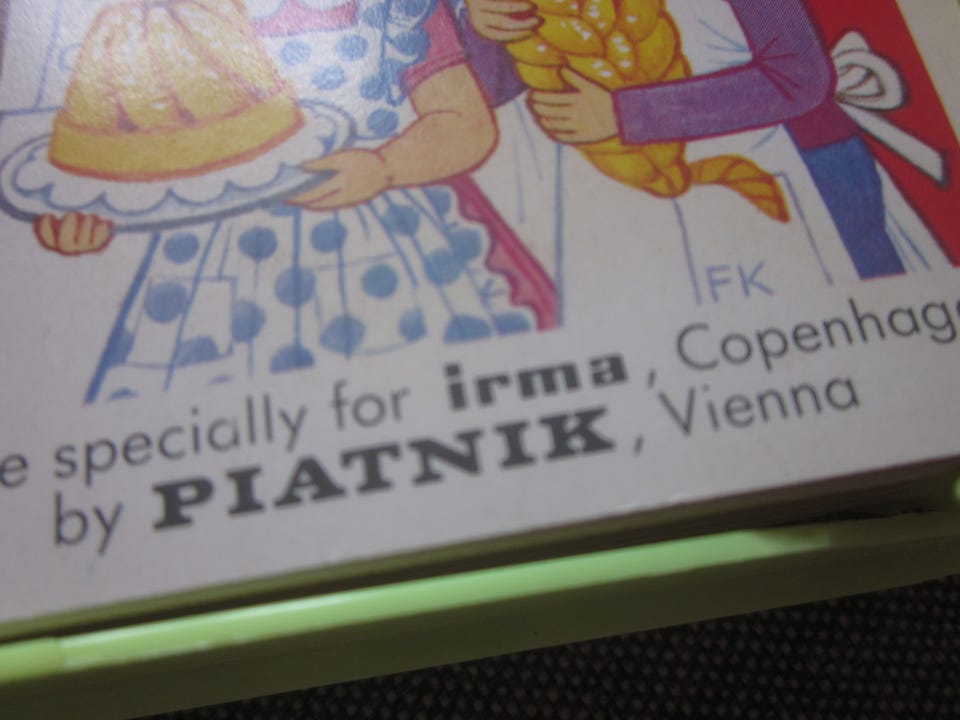 FK
e specially for irma, Copenhag
by PIATNIK, Vienna